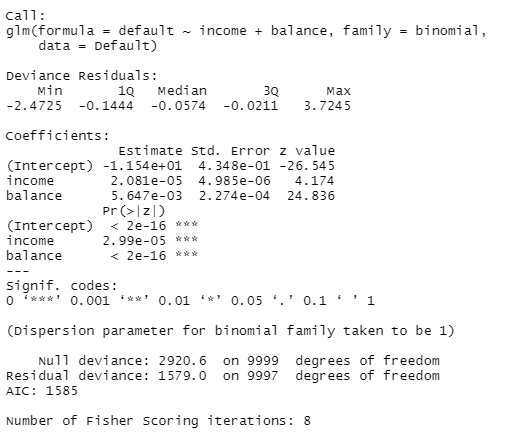 Call:
glm(formula = default ~ income + balance, family = binomial,
    data = Default)

Deviance Residuals:
    Min      1Q  Median      3Q     Max
-2.4725 -0.1444 -0.0574 -0.0211  3.7245

Coefficients:
              Estimate Std. Error z value
(Intercept) -1.154e+01  4.348e-01 -26.545
income       2.081e-05  4.985e-06   4.174
balance      5.647e-03  2.274e-04  24.836
            Pr(>|z|)
(Intercept)  < 2e-16 ***
income      2.99e-05 ***
balance      < 2e-16 ***
---
Signif. codes:
0 ‘***’ 0.001 ‘**’ 0.01 ‘*’ 0.05 ‘.’ 0.1 ‘ ’ 1

(Dispersion parameter for binomial family taken to be 1)

    Null deviance: 2920.6  on 9999  degrees of freedom
Residual deviance: 1579.0  on 9997  degrees of freedom
AIC: 1585

Number of Fisher Scoring iterations: 8